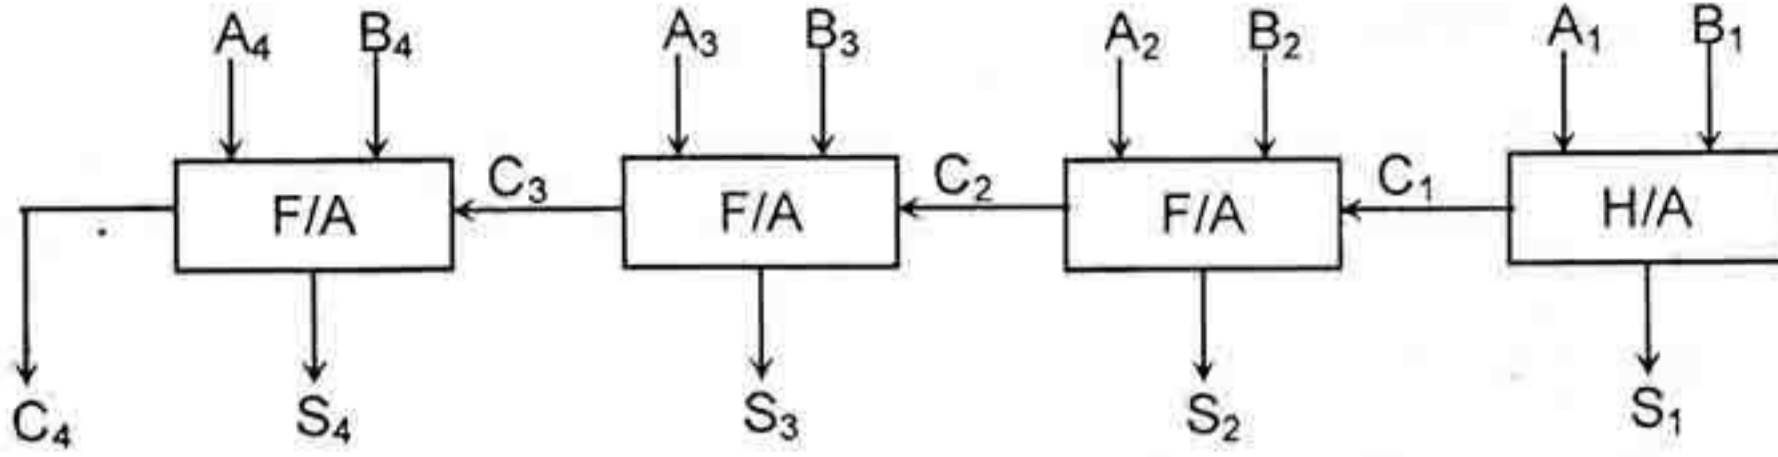 A₄ B₄ A₃ B₃ A₂ B₂ A₁ B₁
F/A C₃ F/A C₂ F/A C₁ H/A
C₄ S₄ S₃ S₂ S₁